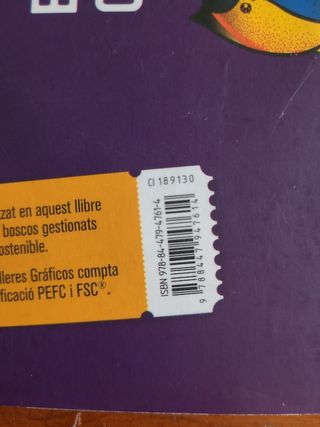 CI 189130
zat en aquest llibre
boscos gestionats
ostenible.
lleres Gráficos compta
ificació PEFC i FSC®.
ISBN 978-84-479-4761-4
9 788447 947614